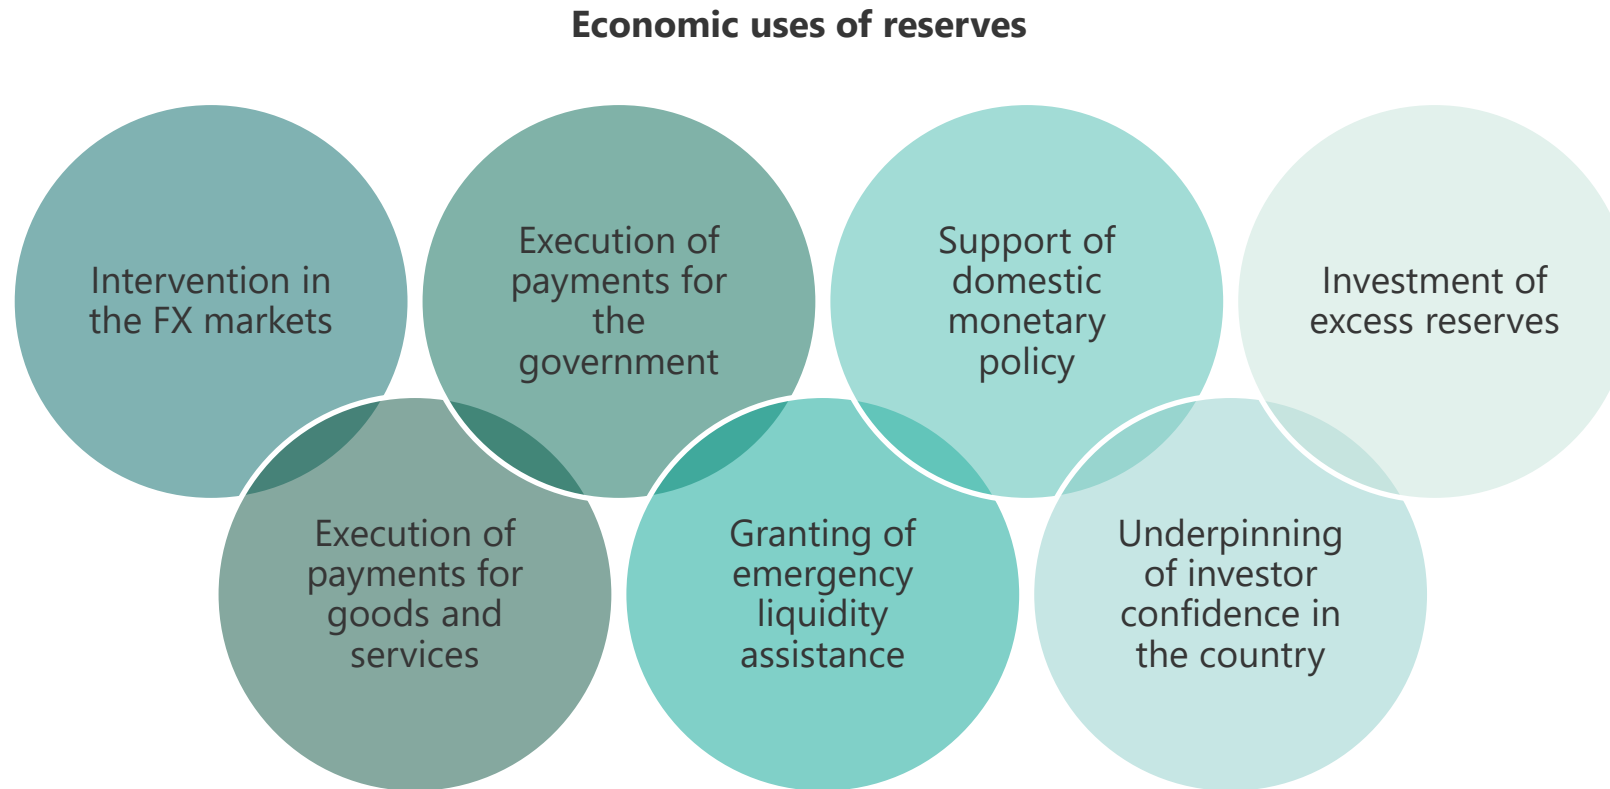 Economic uses of reserves
Intervention in
the FX markets
Execution of
payments for
goods and
services
Execution of
payments for
the
government
Granting of
emergency
liquidity
assistance
Support of
domestic
monetary
policy
Underpinning
of investor
confidence in
the country
Investment of
excess reserves